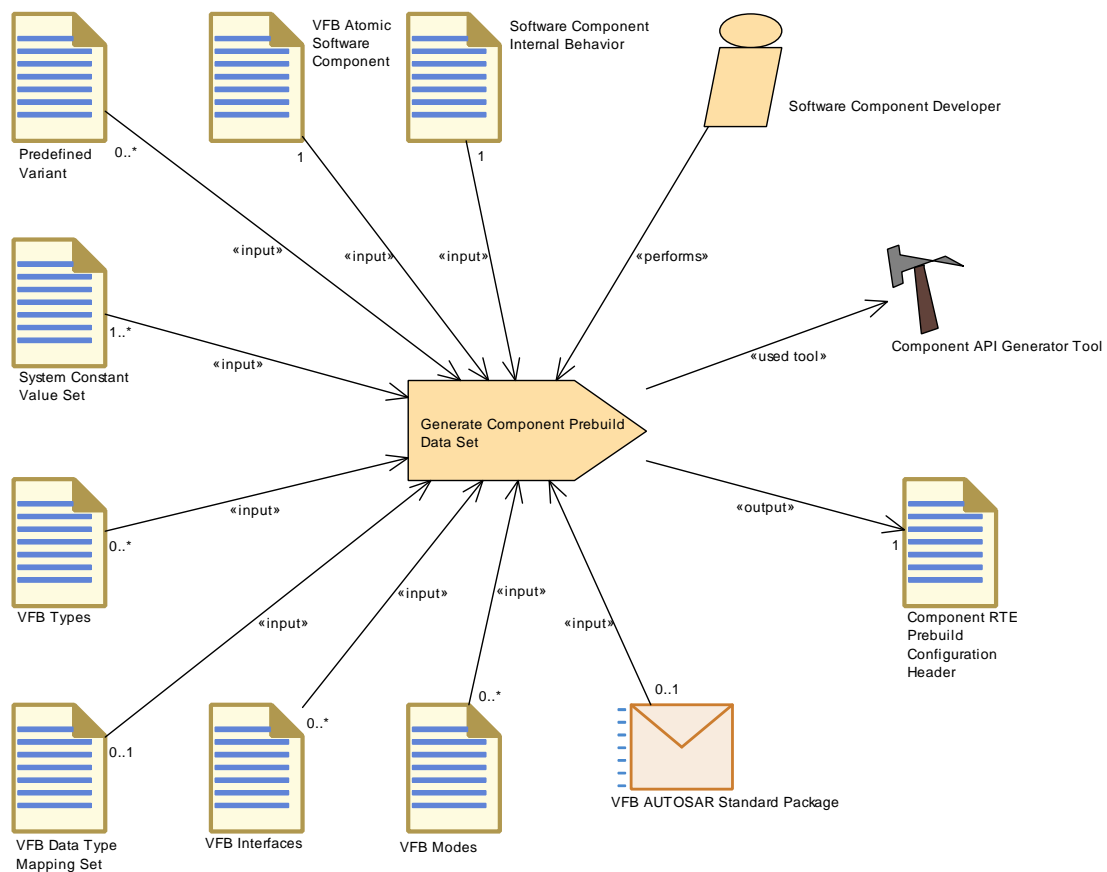 VFB Atomic
Software
Component
Software Component
Internal Behavior
Software Component Developer
Predefined
Variant
0..*
1
1
«input»
«input»
«input»
«performs»
System Constant
Value Set
1..*
«input»
«used tool»
Component API Generator Tool
Generate Component Prebuild
Data Set
VFB Types
0..*
«input»
«output»
1
Component RTE
Prebuild
Configuration
Header
«input»
«input»
«input»
«input»
VFB Data Type
Mapping Set
0..1
VFB Interfaces
0..*
VFB Modes
0..*
0..1
VFB AUTOSAR Standard Package